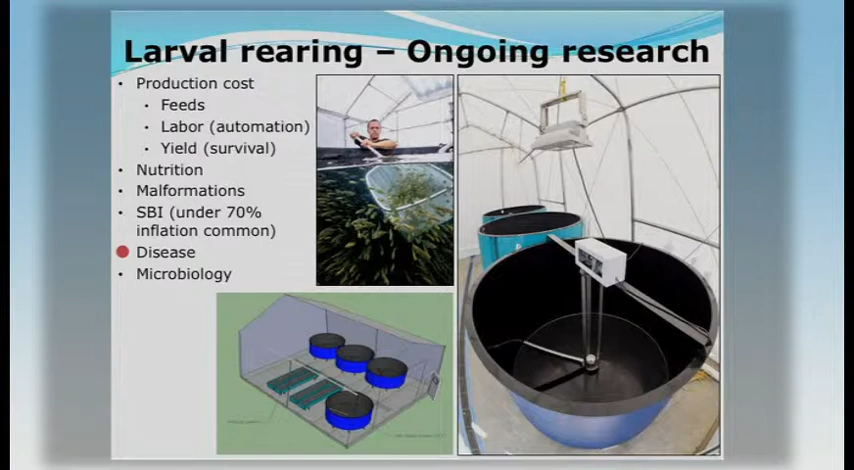 Larval rearing – Ongoing research
• Production cost
• Feeds
• Labor (automation)
• Yield (survival)
• Nutrition
• Malformations
• SBI (under 70%
inflation common)
Disease
• Microbiology